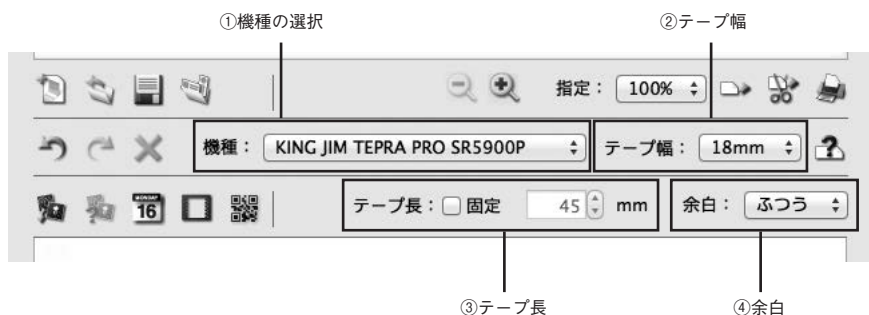 ①機種の選択 ②テープ幅
指定： 100%
機種： KING JIM TEPRA PRO SR5900P テープ幅： 18mm ?
MONDAY 16 テープ長： 固定 45 mm 余白： ふつう
③テープ長 ④余白